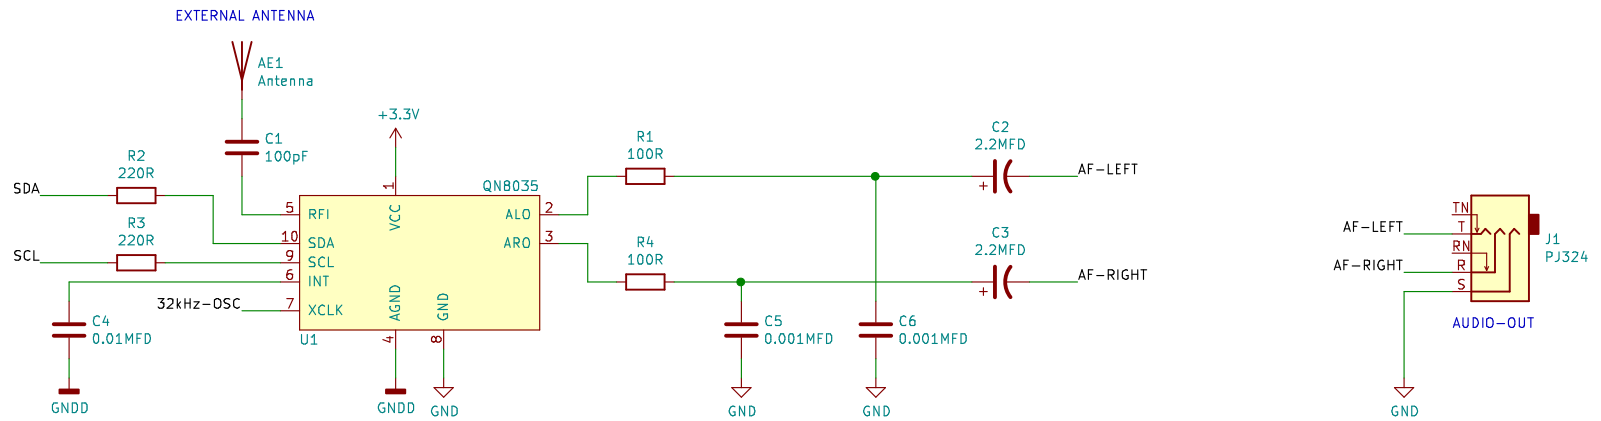 EXTERNAL ANTENNA
AE1
Antenna
+3.3V
C1
100pF
R2
220R
SDA
R3
220R
SCL
32kHz-OSC
C4
0.01MFD
GNDD
QN8035
U1
1
VCC
5
RFI
10
SDA
9
SCL
6
INT
7
XCLK
ALO
2
ARO
3
AGND
4
GND
8
GNDD
GND
R1
100R
R4
100R
C2
2.2MFD
+
AF-LEFT
C3
2.2MFD
+
AF-RIGHT
C5
0.001MFD
GND
C6
0.001MFD
GND
AF-LEFT
AF-RIGHT
TN
T
RN
R
S
J1
PJ324
AUDIO-OUT
GND